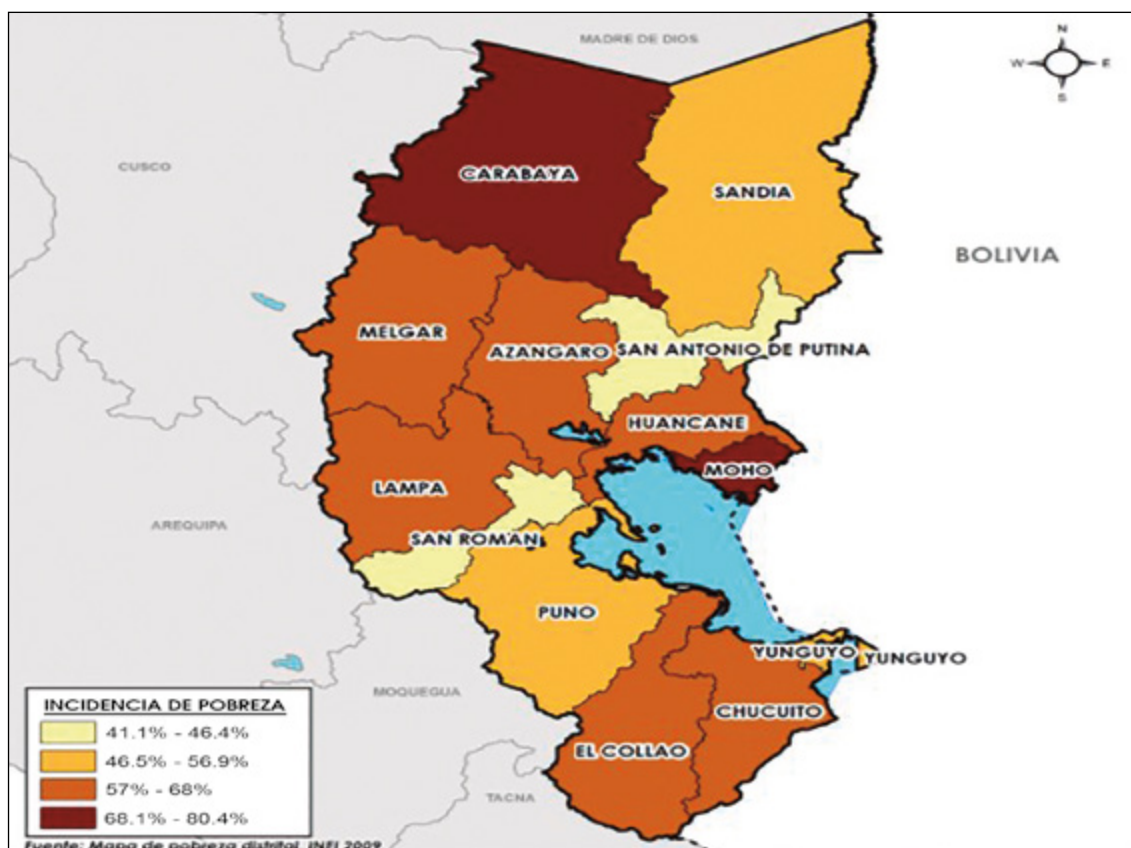 MADRE DE DIOS
N
W E
S
CUSCO
CARABAYA
SANDIA
BOLIVIA
MELGAR
AZANGARO
SAN ANTONIO DE PUTINA
HUANCANE
MOHO
LAMPA
AREQUIPA
SAN ROMAN
PUNO
YUNGUYO
YUNGUYO
MOQUEGUA
CHUCUITO
EL COLLAO
TACNA
INCIDENCIA DE POBREZA
41.1% - 46.4%
46.5% - 56.9%
57% - 68%
68.1% - 80.4%
Fuente: Mapa de pobreza distrital INEI 2009